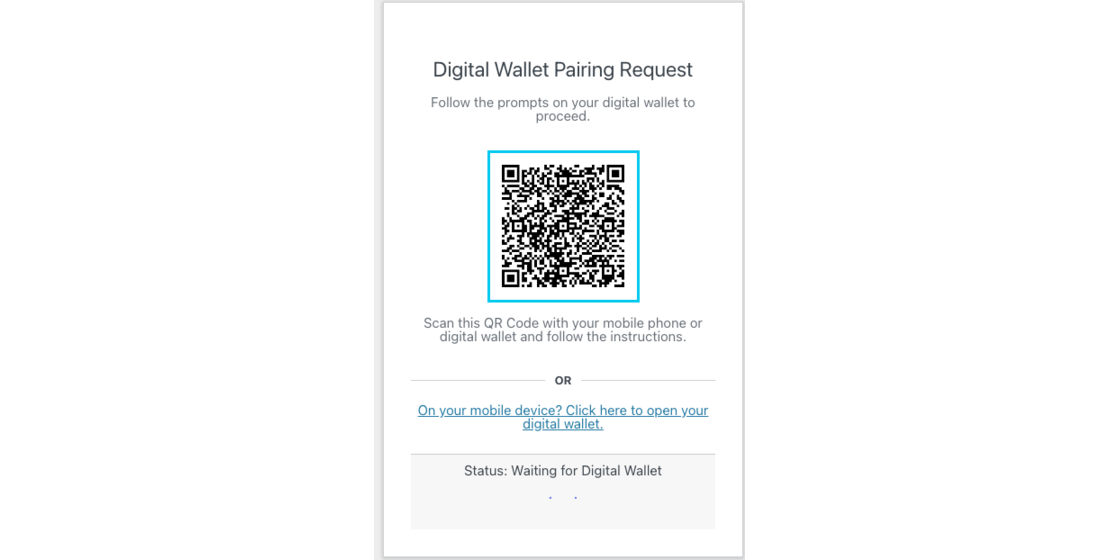 Digital Wallet Pairing Request
Follow the prompts on your digital wallet to
proceed.
Scan this QR Code with your mobile phone or
digital wallet and follow the instructions.
OR
On your mobile device? Click here to open your
digital wallet.
Status: Waiting for Digital Wallet